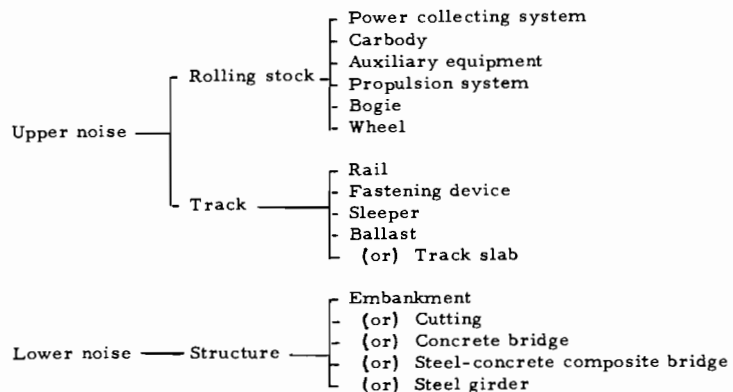 Power collecting system
Carbody
Auxiliary equipment
Rolling stock
Propulsion system
Bogie
Upper noise
Wheel
Rail
Fastening device
Track
Sleeper
Ballast
(or) Track slab
Embankment
(or) Cutting
(or) Concrete bridge
Lower noise
Structure
(or) Steel-concrete composite bridge
(or) Steel girder